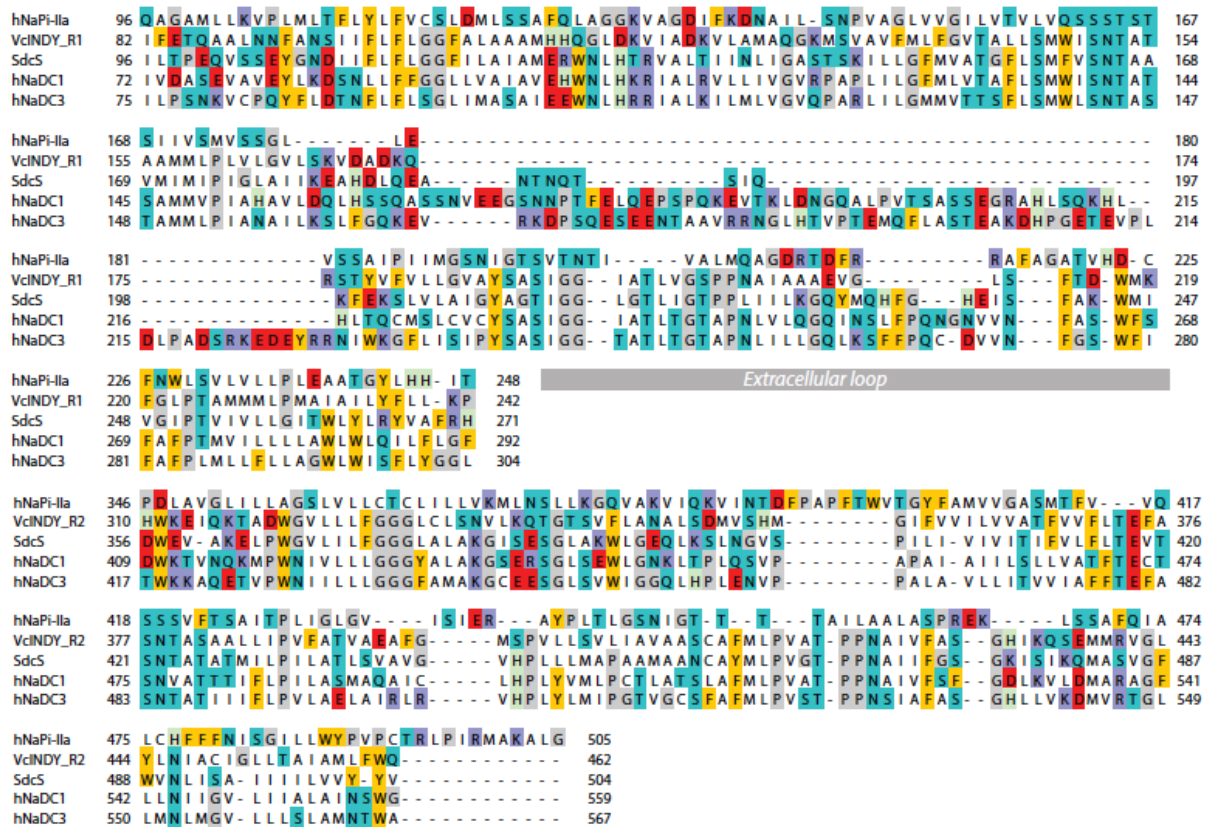 hNaPi-IIa 96 QAGAMLLKVPLMLTFLYLFVCSLDMLSSAFQLAGGKVAGDIFKDNAIL-SNPVAGLVVGILVTVLVQSSSTST 167
VcINDY_R1 82 IFETQAALNNFANSIIFLFLGGFALAAAMHHQGLDKVIADKVLAMAQGKMSVAVFMLFGVTALLSMWISNTAT 154
SdcS 96 ILTPEQVSSEYGNDIIFLFLGGFILAIAMERWNLHTRVALTIINLIGASTSKILLGFMVATGFLSMFVSNTAA 168
hNaDC1 72 IVDASEVAVEYLKDSNLLFFGGLLVAIAVEHWNLHKRIALRVLLIVGVRPAPLILGFMLVTAFLSMWISNTAT 144
hNaDC3 75 ILPSNKVCPQYFLDTNFLFLSGLIMASAIEEWNLHRRIALKILMLVGVQPARLILGMMVTTSFLSMWLSNTAS 147
hNaPi-IIa 168 SIIVSMVSSGL-------LE----------------------------------------------------- 180
VcINDY_R1 155 AAMMLPLVLGVLSKVDADKQ----------------------------------------------------- 174
SdcS 169 VMIMIPIGLAIIKEAHDLQEA------NTNQT----------SIQ---------------------------- 197
hNaDC1 145 SAMMVPIAHAVLDQLHSSQASSNVEEGSNNPTFELQEPSPQKEVTKLDNGQALPVTSASSEGRAHLSQKHL-- 215
hNaDC3 148 TAMMLPIANAILKSLFGQKEV------RKDPSQESEENTAAVRRNGLHTVPTEMQFLASTEAKDHPGETEVPL 214
hNaPi-IIa 181 -------------VSSAIPIIMGSNIGTSVTNTI-----VALMQAGDRTDFR---------RAFAGATVHD-C 225
VcINDY_R1 175 -------------RSTYVFVLLGVAYSASIGG--IATLVGSPPNAIAAAEVG---------LS---FTD-WMK 219
SdcS 198 --------------KFEKSLVLAIGYAGTIGG--LGTLIGTPPLIILKGQYMQHFG---HEIS---FAK-WMI 247
hNaDC1 216 --------------HLTQCMSLCVCYSASIGG--IATLTGTAPNLVLQGQINSLFPQNGNVVN---FAS-WFS 268
hNaDC3 215 DLPADSRKEDEYRRNIWKGFLISIPYSASIGG--TATLTGTAPNLILLGQLKSFFPQC-DVVN---FGS-WFI 280
hNaPi-IIa 226 FNWLSVLVLLPLEAATGYLHH-IT 248 Extracellular loop
VcINDY_R1 220 FGLPTAMMMLPMAIAILYFLL-KP 242
SdcS 248 VGIPTVIVLLGITWLYLRYVAFRH 271
hNaDC1 269 FAFPTMVILLLLAWLWLQILFLGF 292
hNaDC3 281 FAFPLMLLFLLAGWLWISFLYGGL 304
hNaPi-IIa 346 PDLAVGLILLAGSLVLLCTCLILLVKMLNSLLKGQVAKVIQKVINTDFPAPFTWVTGYFAMVVGASMTFV---VQ 417
VcINDY_R2 310 HWKEIQKTADWGVLLLFGGGLCLSNVLKQTGTSVFLANALSDMVSHM--------GIFVVILVVATFVVFLTEFA 376
SdcS 356 DWEV-AKELPWGVLILFGGGLALAKGISESGLAKWLGEQLKSLNGVS--------PILI-VIVITIFVLFLTEVT 420
hNaDC1 409 DWKTVNQKMPWNIVLLLGGGYALAKGSERSGLSEWLGNKLTPLQSVP--------APAI-AIILSLLVATFTECT 474
hNaDC3 417 TWKKAQETVPWNIILLLGGGFAMAKGCEESGLSVWIGGQLHPLENVP--------PALA-VLLITVVIAFFTEFA 482
hNaPi-IIa 418 SSSVFTSAITPLIGLGV----ISIER---AYPLTLGSNIGT-T--T---TAILAALASPREK-----LSSAFQIA 474
VcINDY_R2 377 SNTASAALLIPVFATVAEAFG-----MSPVLLSVLIAVAASCAFMLPVAT-PPNAIVFAS--GHIKQSEMMRVGL 443
SdcS 421 SNTATATMILPILATLSVAVG-----VHPLLLMAPAAMAANCAYMLPVGT-PPNAIIFGS--GKISIKQMASVGF 487
hNaDC1 475 SNVATTTIFLPILASMAQAIC-----LHPLYVMLPCTLATSLAFMLPVAT-PPNAIVFSF--GDLKVLDMARAGF 541
hNaDC3 483 SNTATIIIFLPVLAELAIRLR-----VHPLYLMIPGTVGCSFAFMLPVST-PPNSIAFAS--GHLLVKDMVRTGL 549
hNaPi-IIa 475 LCHFFFNISGILLWYPVPCTRLPIRMAKALG 505
VcINDY_R2 444 YLNIACIGLLTAIAMLFWQ------------ 462
SdcS 488 WVNLISA-IIIILVVY-YV------------ 504
hNaDC1 542 LLNIIGV-LIIALAINSWG------------ 559
hNaDC3 550 LMNLMGV-LLLSLAMNTWA------------ 567